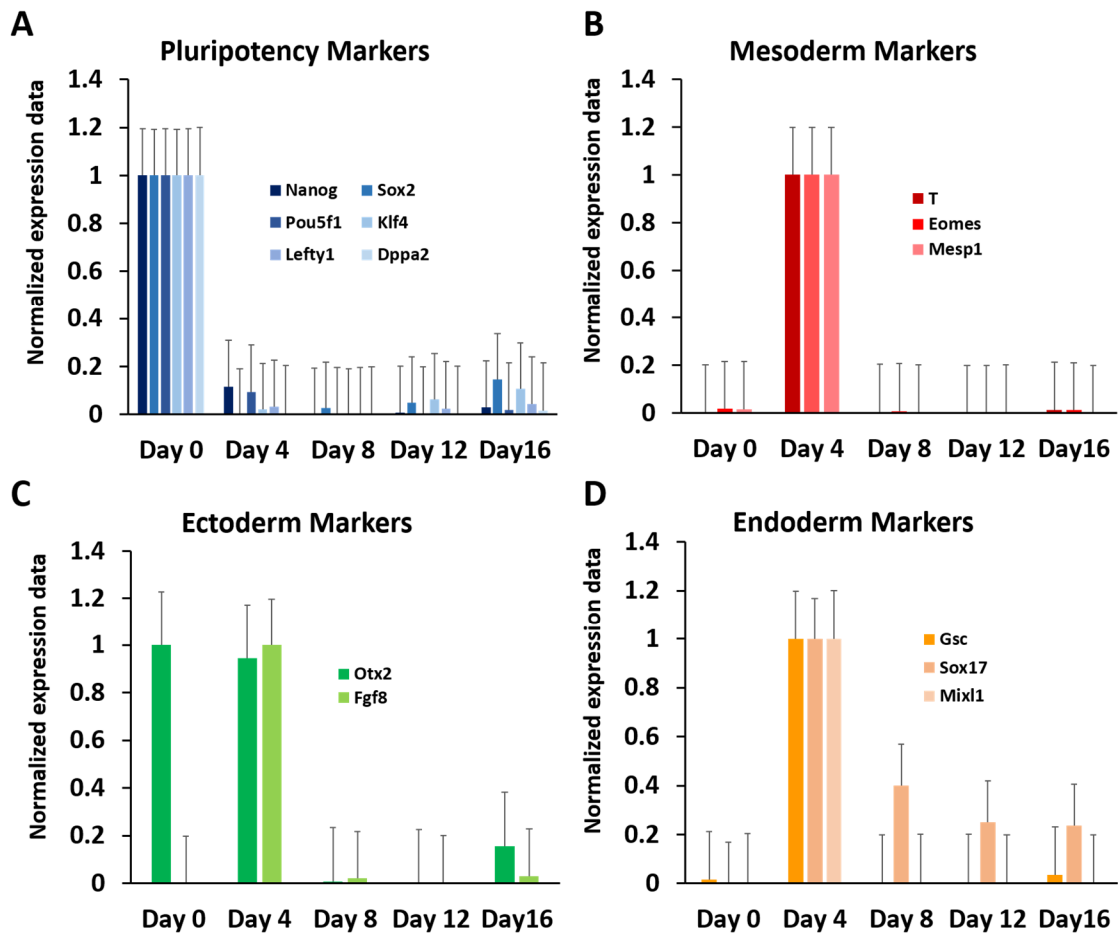 A
Pluripotency Markers
Normalized expression data
1.4
1.2
1
0.8
0.6
0.4
0.2
0
Nanog Sox2
Pou5f1 Klf4
Lefty1 Dppa2
Day 0 Day 4 Day 8 Day 12 Day16
B
Mesoderm Markers
Normalized expression data
1.4
1.2
1
0.8
0.6
0.4
0.2
0
T
Eomes
Mesp1
Day 0 Day 4 Day 8 Day 12 Day16
C
Ectoderm Markers
Normalized expression data
1.4
1.2
1
0.8
0.6
0.4
0.2
0
Otx2
Fgf8
Day 0 Day 4 Day 8 Day 12 Day16
D
Endoderm Markers
Normalized expression data
1.4
1.2
1
0.8
0.6
0.4
0.2
0
Gsc
Sox17
Mixl1
Day 0 Day 4 Day 8 Day 12 Day16